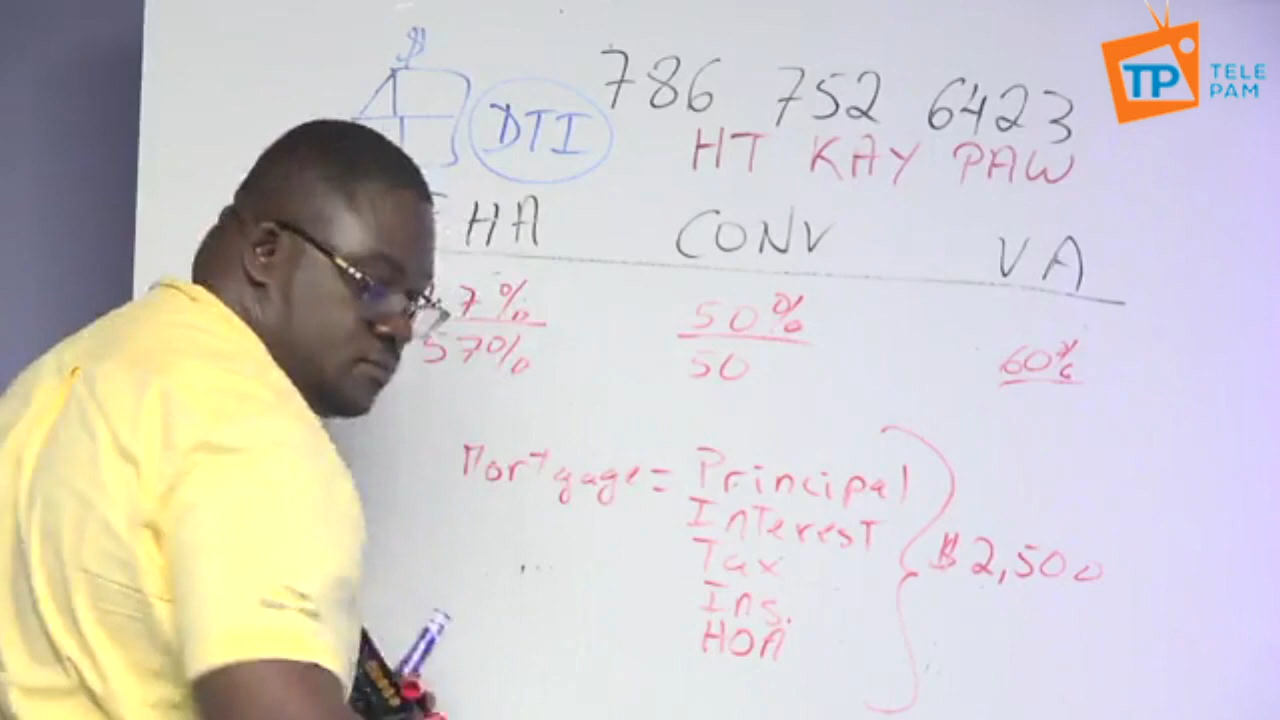 $
DTI
786 752 6423
HT KAY PAW
TP TELE
PAM
HA CONV VA
7% 50%
57% 50 60%
Mortgage = Principal
Interest
Tax
Ins.
HOA
$2,500